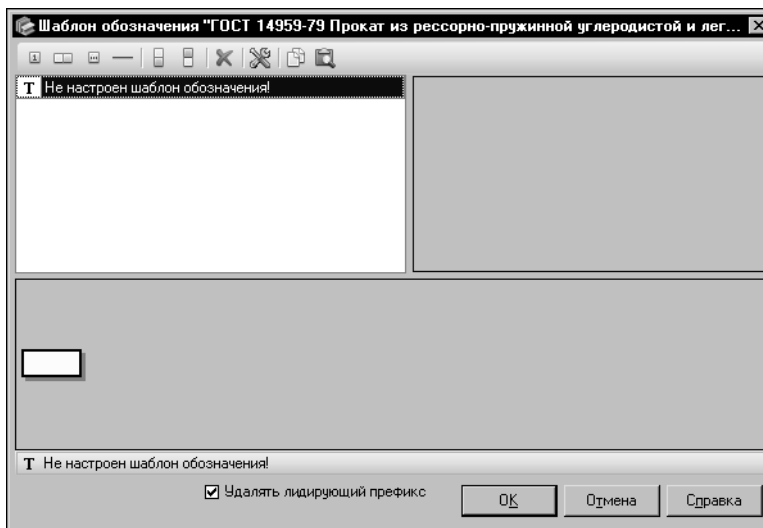 Шаблон обозначения "ГОСТ 14959-79 Прокат из рессорно-пружинной углеродистой и лег...
T Не настроен шаблон обозначения!
T Не настроен шаблон обозначения!
Удалять лидирующий префикс
OK Отмена Справка